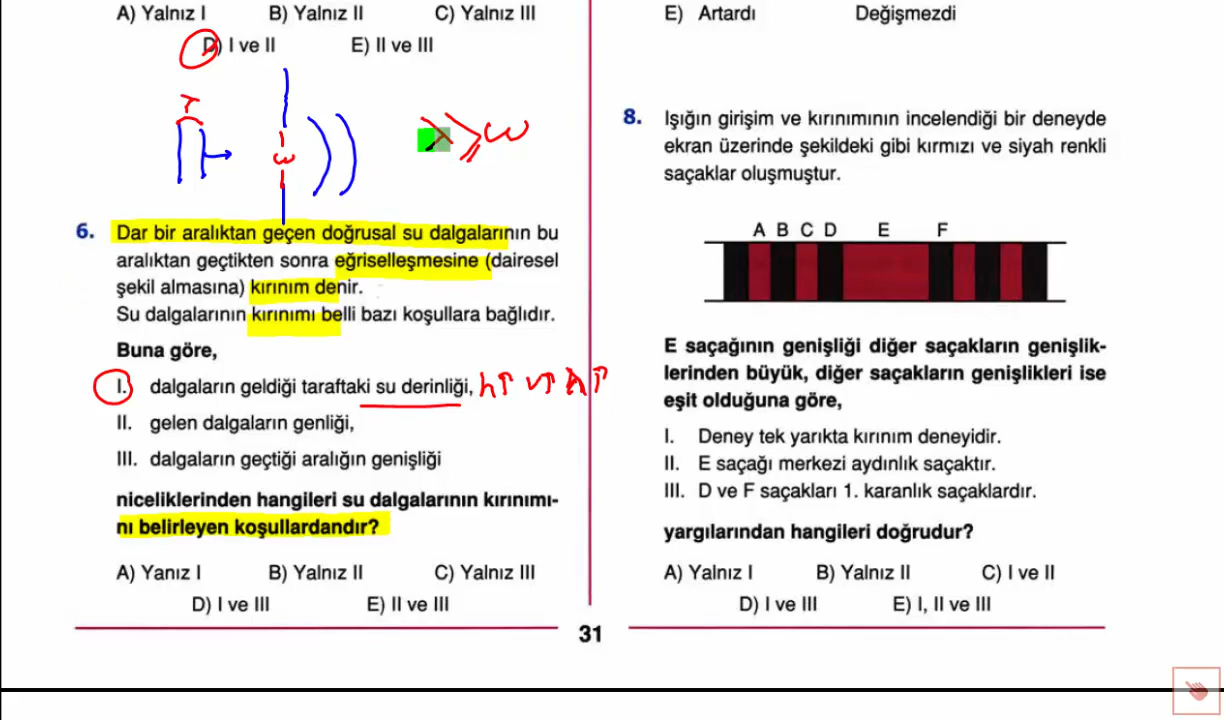 A) Yalnız I B) Yalnız II C) Yalnız III
D) I ve II E) II ve III
λ ≥ w
w
6. Dar bir aralıktan geçen doğrusal su dalgalarının bu
aralıktan geçtikten sonra eğriselleşmesine (dairesel
şekil almasına) kırınım denir.
Su dalgalarının kırınımı belli bazı koşullara bağlıdır.
Buna göre,
I. dalgaların geldiği taraftaki su derinliği, h↑ v↑ λ↑
II. gelen dalgaların genliği,
III. dalgaların geçtiği aralığın genişliği
niceliklerinden hangileri su dalgalarının kırınımı-
nı belirleyen koşullardandır?
A) Yanız I B) Yalnız II C) Yalnız III
D) I ve III E) II ve III
E) Artardı Değişmezdi
8. Işığın girişim ve kırınımının incelendiği bir deneyde
ekran üzerinde şekildeki gibi kırmızı ve siyah renkli
saçaklar oluşmuştur.
A B C D E F
E saçağının genişliği diğer saçakların genişlik-
lerinden büyük, diğer saçakların genişlikleri ise
eşit olduğuna göre,
I. Deney tek yarıkta kırınım deneyidir.
II. E saçağı merkezi aydınlık saçaktır.
III. D ve F saçakları 1. karanlık saçaklardır.
yargılarından hangileri doğrudur?
A) Yalnız I B) Yalnız II C) I ve II
D) I ve III E) I, II ve III
31